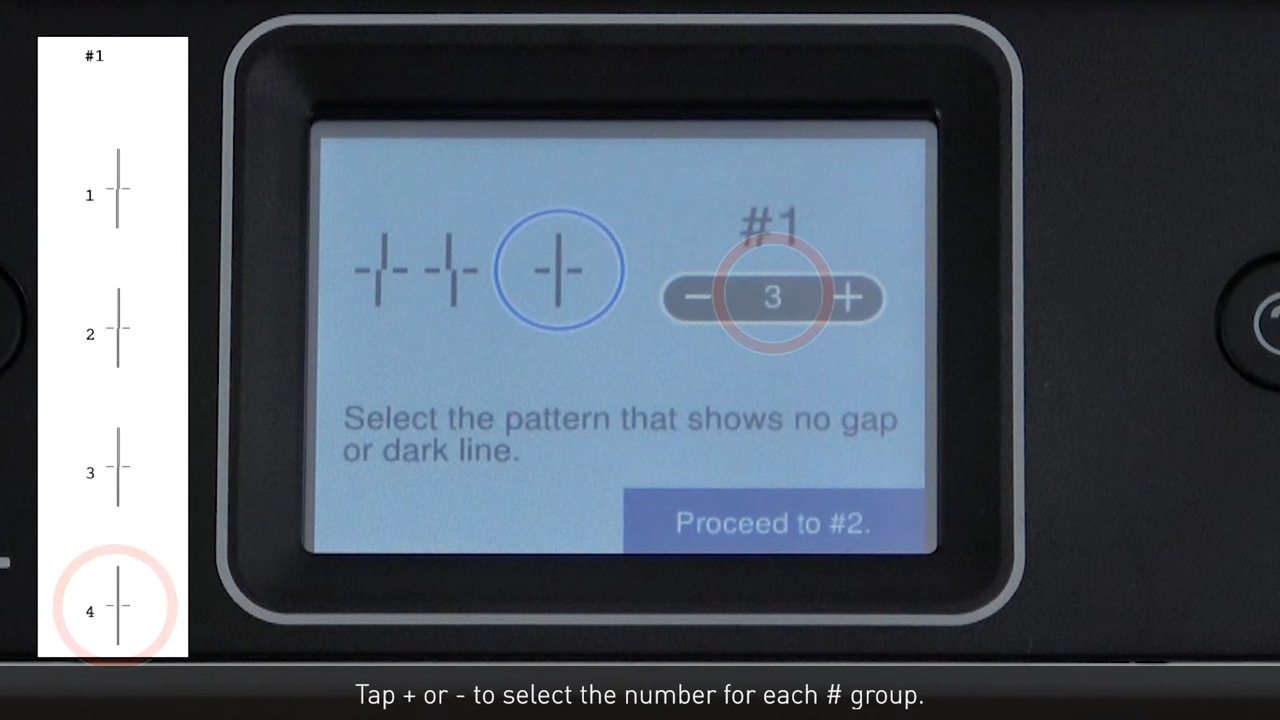 #1
1
2
3
4
#1
− 3 +
Select the pattern that shows no gap
or dark line.
Proceed to #2.
Tap + or - to select the number for each # group.